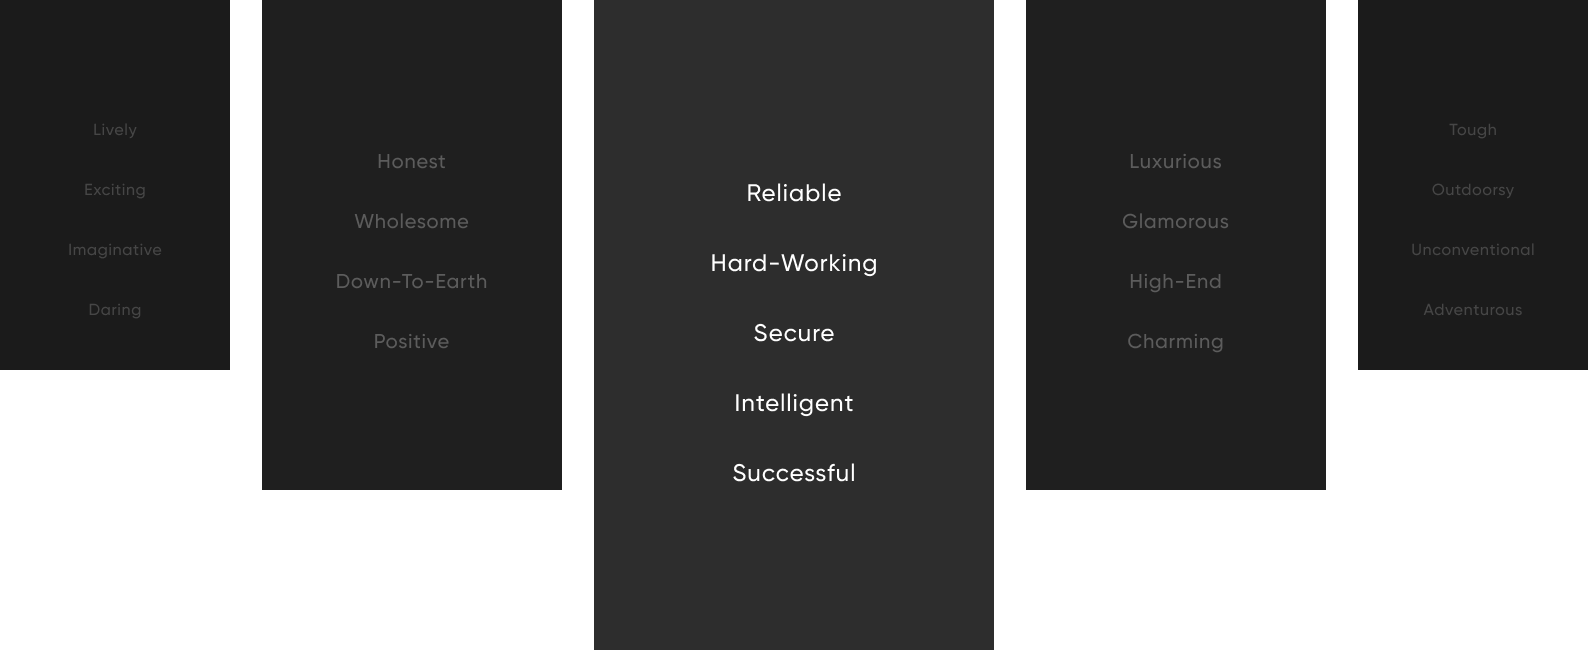 Lively
Exciting
Imaginative
Daring
Honest
Wholesome
Down-To-Earth
Positive
Reliable
Hard-Working
Secure
Intelligent
Successful
Luxurious
Glamorous
High-End
Charming
Tough
Outdoorsy
Unconventional
Adventurous